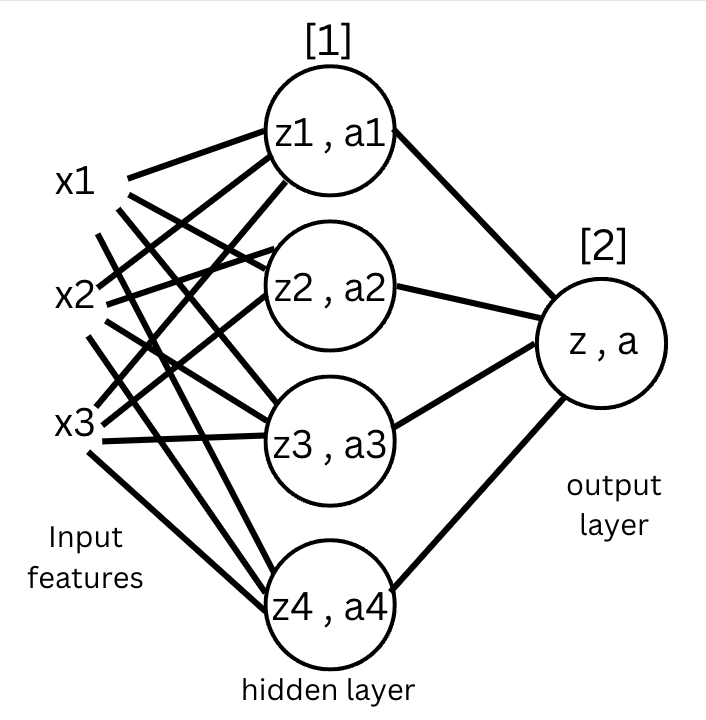 [1]
z1 , a1
x1
[2]
x2
z2 , a2
z , a
x3
z3 , a3
output
layer
Input
features
z4 , a4
hidden layer